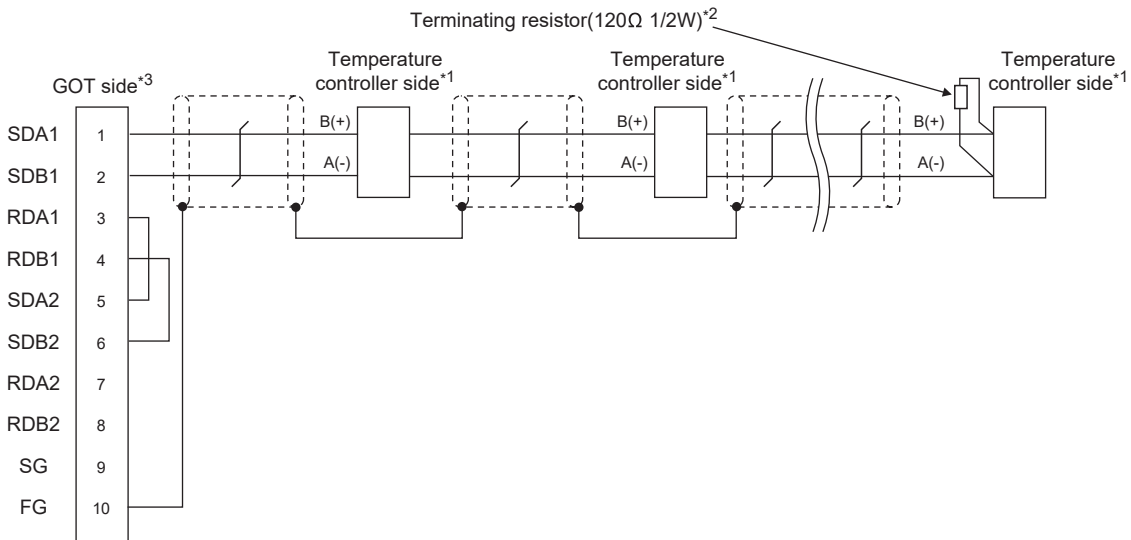 Terminating resistor(120Ω 1/2W)*2
GOT side*3
Temperature
controller side*1
Temperature
controller side*1
Temperature
controller side*1
SDA1 1 B(+) B(+) B(+)
SDB1 2 A(-) A(-) A(-)
RDA1 3
RDB1 4
SDA2 5
SDB2 6
RDA2 7
RDB2 8
SG 9
FG 10